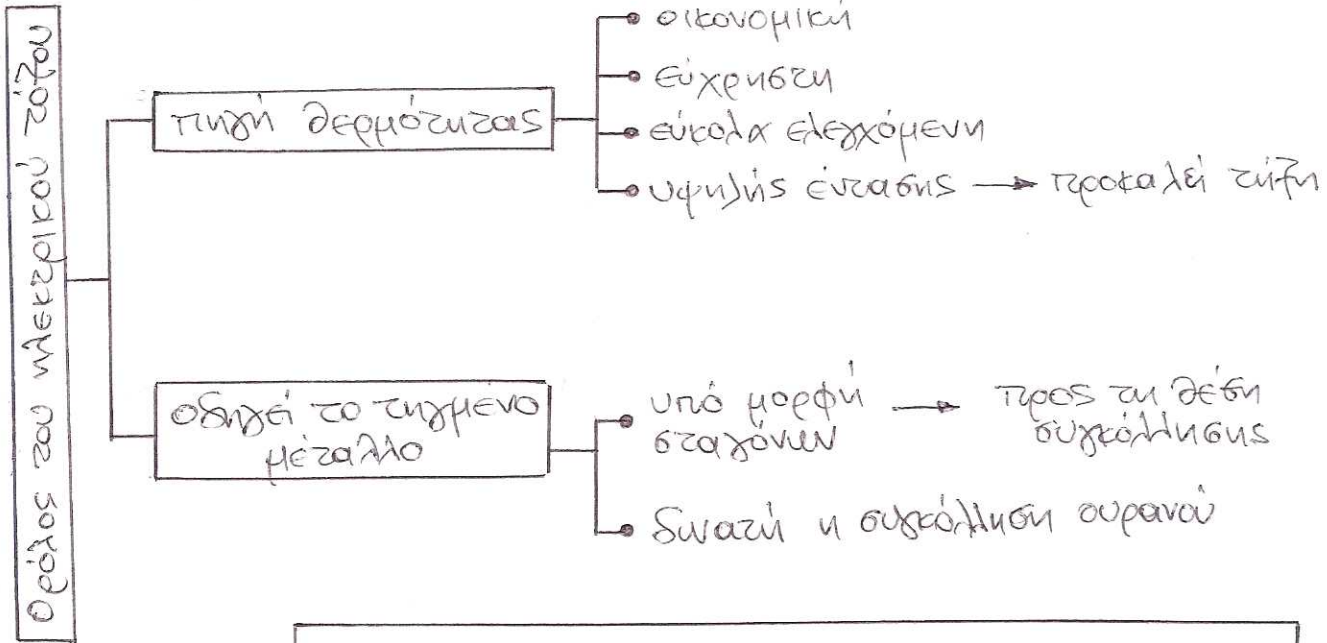 Ο ρόλος του ηλεκτρικού τόξου
πηγή θερμότητας
οικονομική
εύχρηστη
εύκολα ελεγχόμενη
υψηλής έντασης → προκαλεί τήξη
οδηγεί το τηγμένο
μέταλλο
υπό μορφή → προς τη θέση
σταγόνων συγκόλλησης
δυνατή η συγκόλληση ουρανού